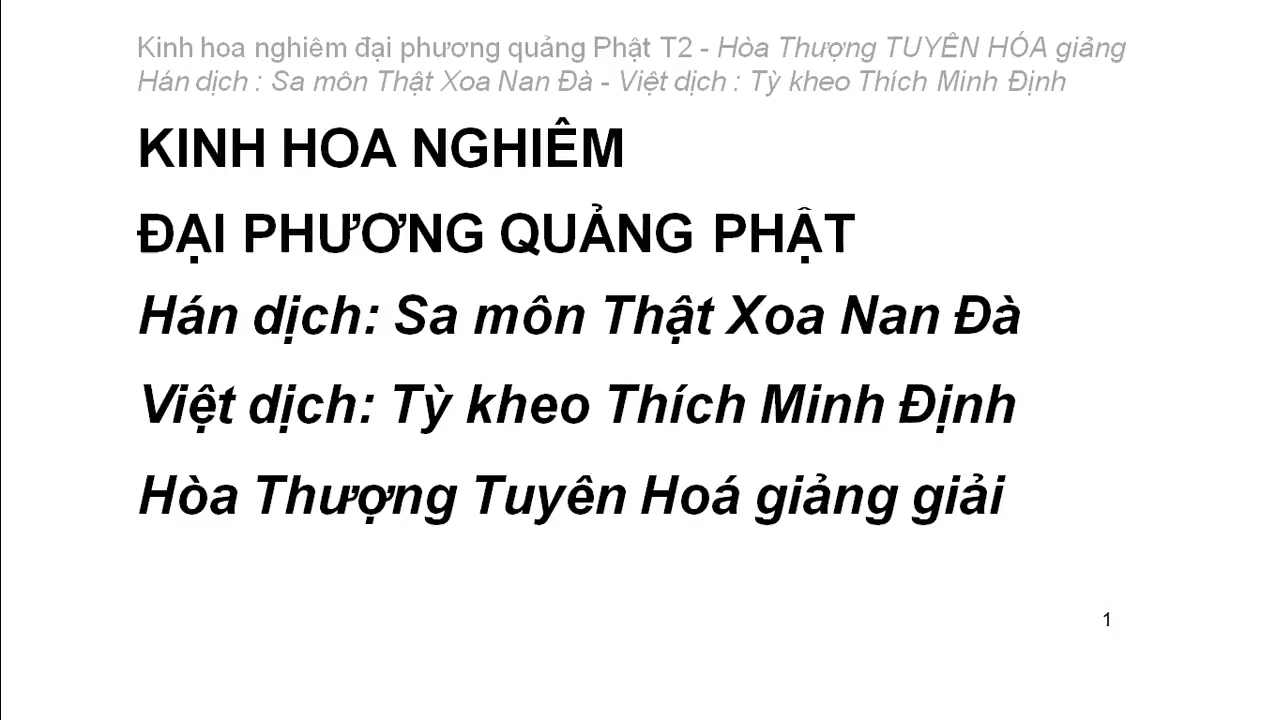 Kinh hoa nghiêm đại phương quảng Phật T2 - Hòa Thượng TUYÊN HÓA giảng
Hán dịch : Sa môn Thật Xoa Nan Đà - Việt dịch : Tỳ kheo Thích Minh Định
KINH HOA NGHIÊM
ĐẠI PHƯƠNG QUẢNG PHẬT
Hán dịch: Sa môn Thật Xoa Nan Đà
Việt dịch: Tỳ kheo Thích Minh Định
Hòa Thượng Tuyên Hoá giảng giải
1